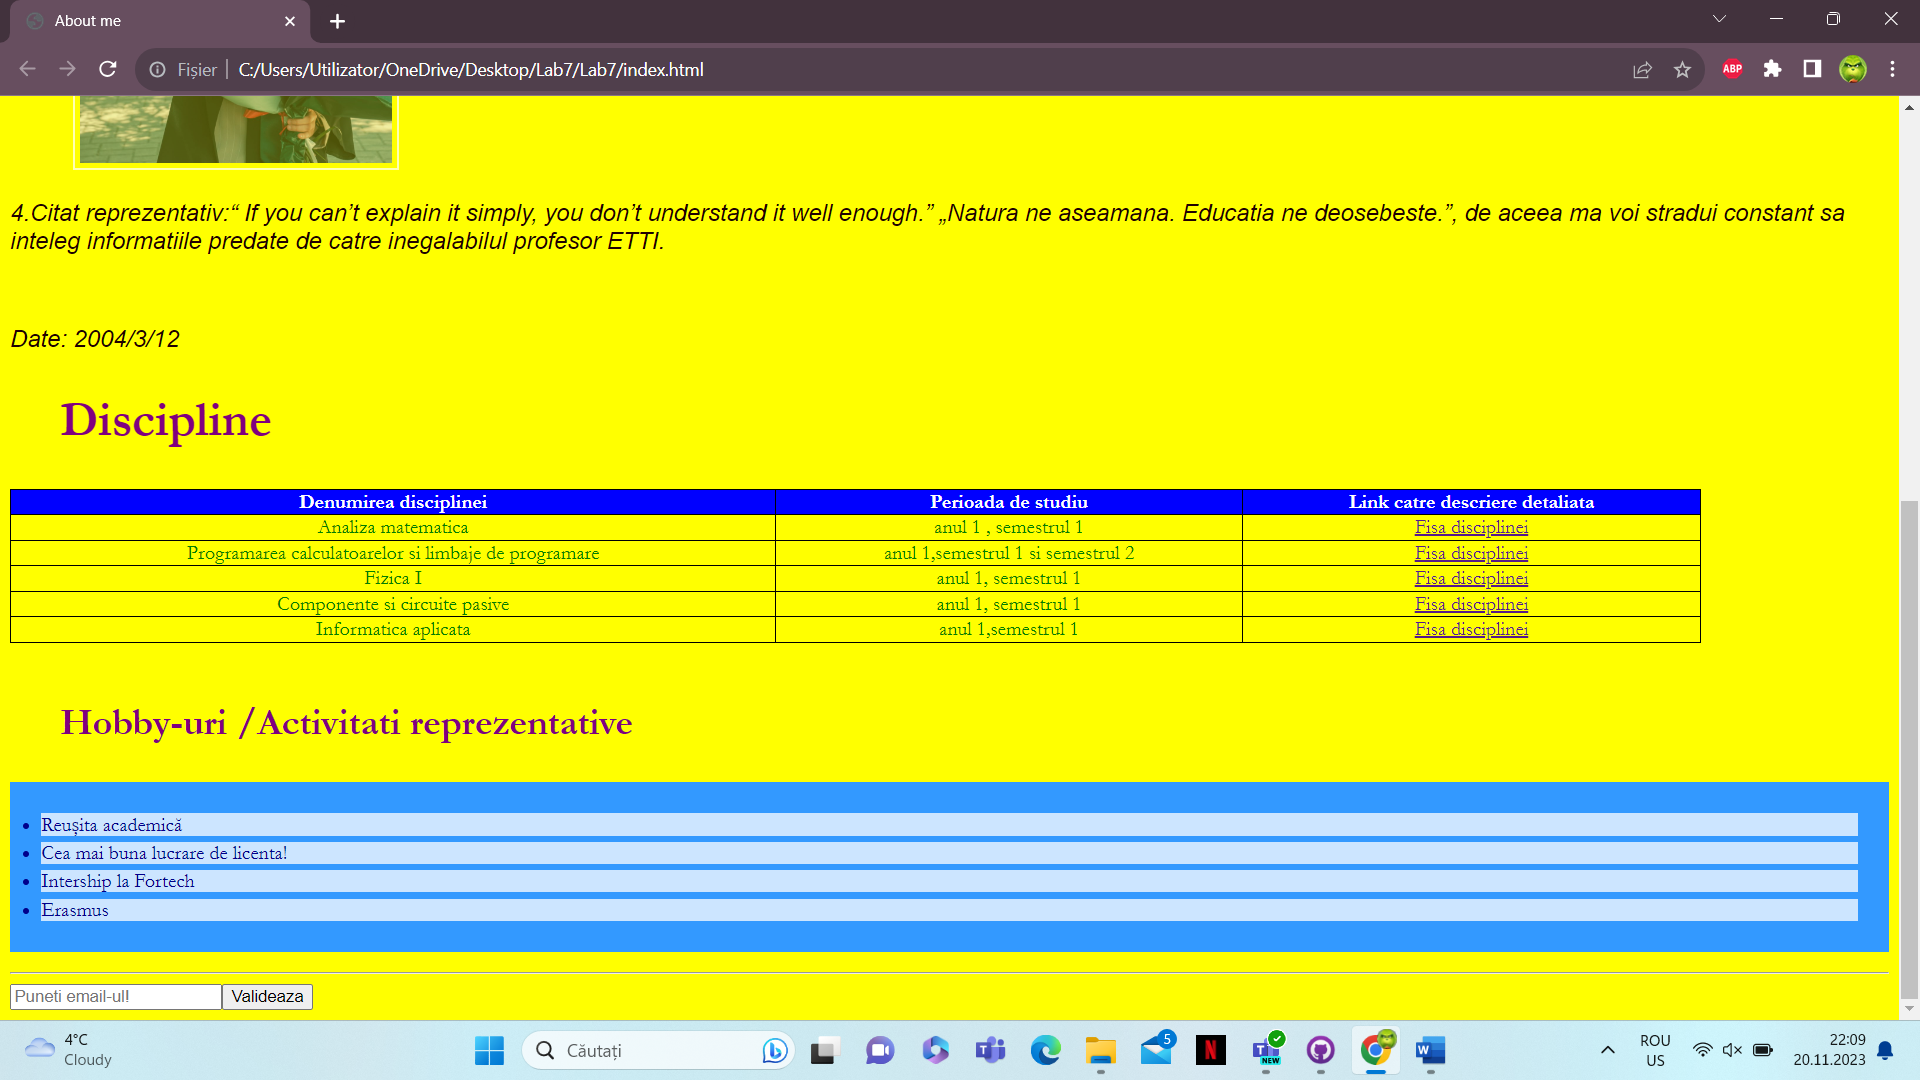 About me
Fișier
C:/Users/Utilizator/OneDrive/Desktop/Lab7/Lab7/index.html
ABP
4.Citat reprezentativ:“ If you can’t explain it simply, you don’t understand it well enough.” „Natura ne aseamana. Educatia ne deosebeste.”, de aceea ma voi stradui constant sa
inteleg informatiile predate de catre inegalabilul profesor ETTI.
Date: 2004/3/12
Discipline
Denumirea disciplinei Perioada de studiu Link catre descriere detaliata
Analiza matematica anul 1 , semestrul 1 Fisa disciplinei
Programarea calculatoarelor si limbaje de programare anul 1,semestrul 1 si semestrul 2 Fisa disciplinei
Fizica I anul 1, semestrul 1 Fisa disciplinei
Componente si circuite pasive anul 1, semestrul 1 Fisa disciplinei
Informatica aplicata anul 1,semestrul 1 Fisa disciplinei
Hobby-uri /Activitati reprezentative
Reușita academică
Cea mai buna lucrare de licenta!
Intership la Fortech
Erasmus
Puneti email-ul! Valideaza
4°C
Cloudy
Căutați
5
N
T
NEW
W
ROU
US
22:09
20.11.2023